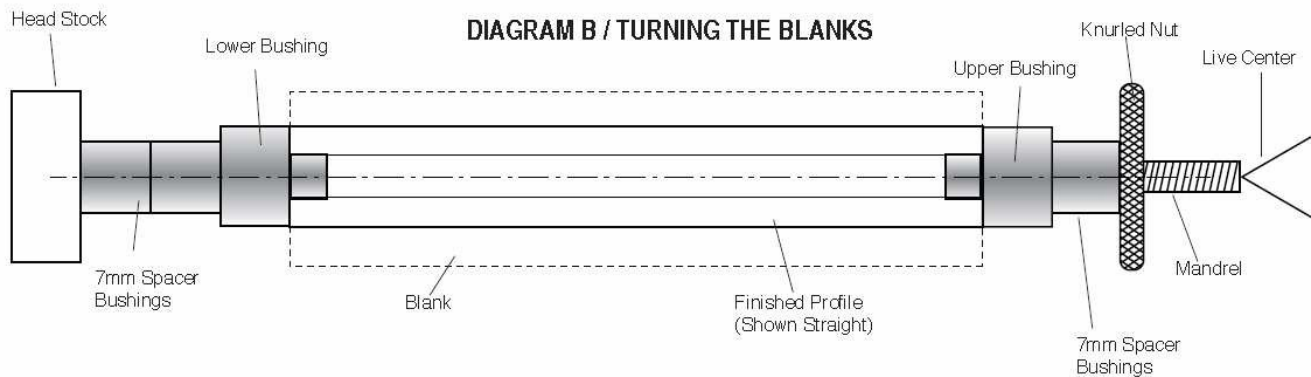 Head Stock
DIAGRAM B / TURNING THE BLANKS
Knurled Nut
Lower Bushing
Live Center
Upper Bushing
7mm Spacer
Bushings
Blank
Finished Profile
(Shown Straight)
Mandrel
7mm Spacer
Bushings